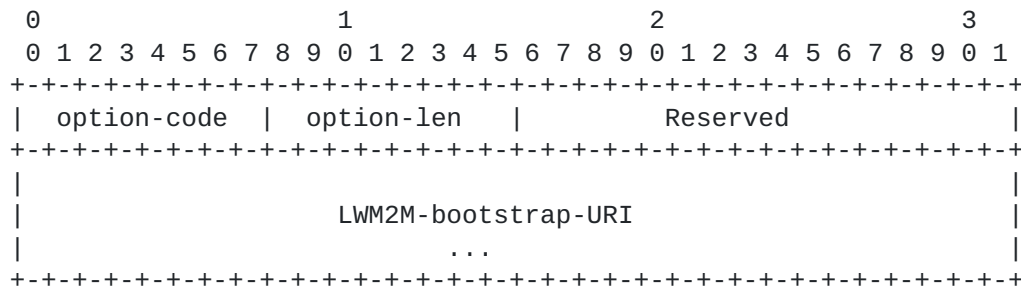 0                   1                   2                   3
 0 1 2 3 4 5 6 7 8 9 0 1 2 3 4 5 6 7 8 9 0 1 2 3 4 5 6 7 8 9 0 1
+-+-+-+-+-+-+-+-+-+-+-+-+-+-+-+-+-+-+-+-+-+-+-+-+-+-+-+-+-+-+-+-+
|  option-code  |  option-len   |         Reserved              |
+-+-+-+-+-+-+-+-+-+-+-+-+-+-+-+-+-+-+-+-+-+-+-+-+-+-+-+-+-+-+-+-+
|                                                               |
|                    LWM2M-bootstrap-URI                        |
|                           ...                                 |
+-+-+-+-+-+-+-+-+-+-+-+-+-+-+-+-+-+-+-+-+-+-+-+-+-+-+-+-+-+-+-+-+